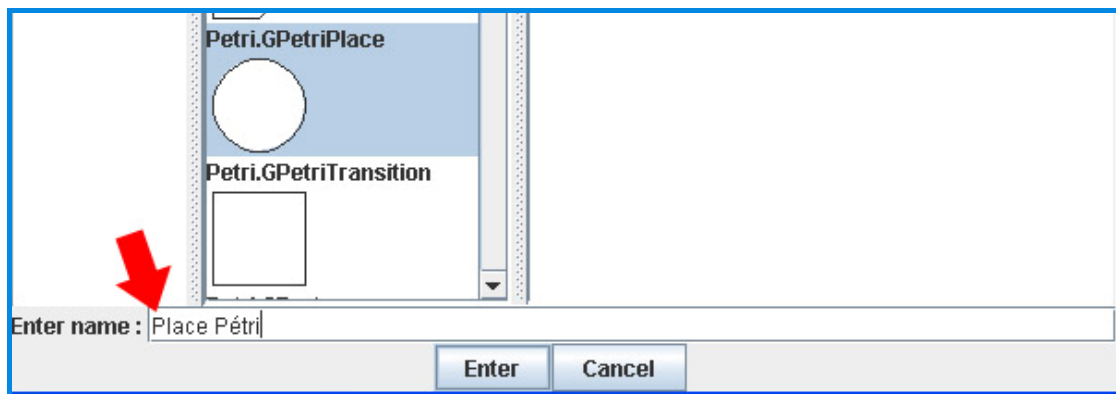 Petri.GPetriPlace
Petri.GPetriTransition
Enter name : Place Pétri
Enter Cancel